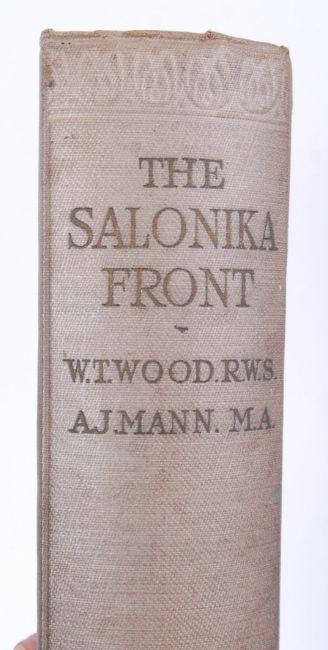 THE
SALONIKA
FRONT
W.T.WOOD.R.W.S.
A.J.MANN. M.A.